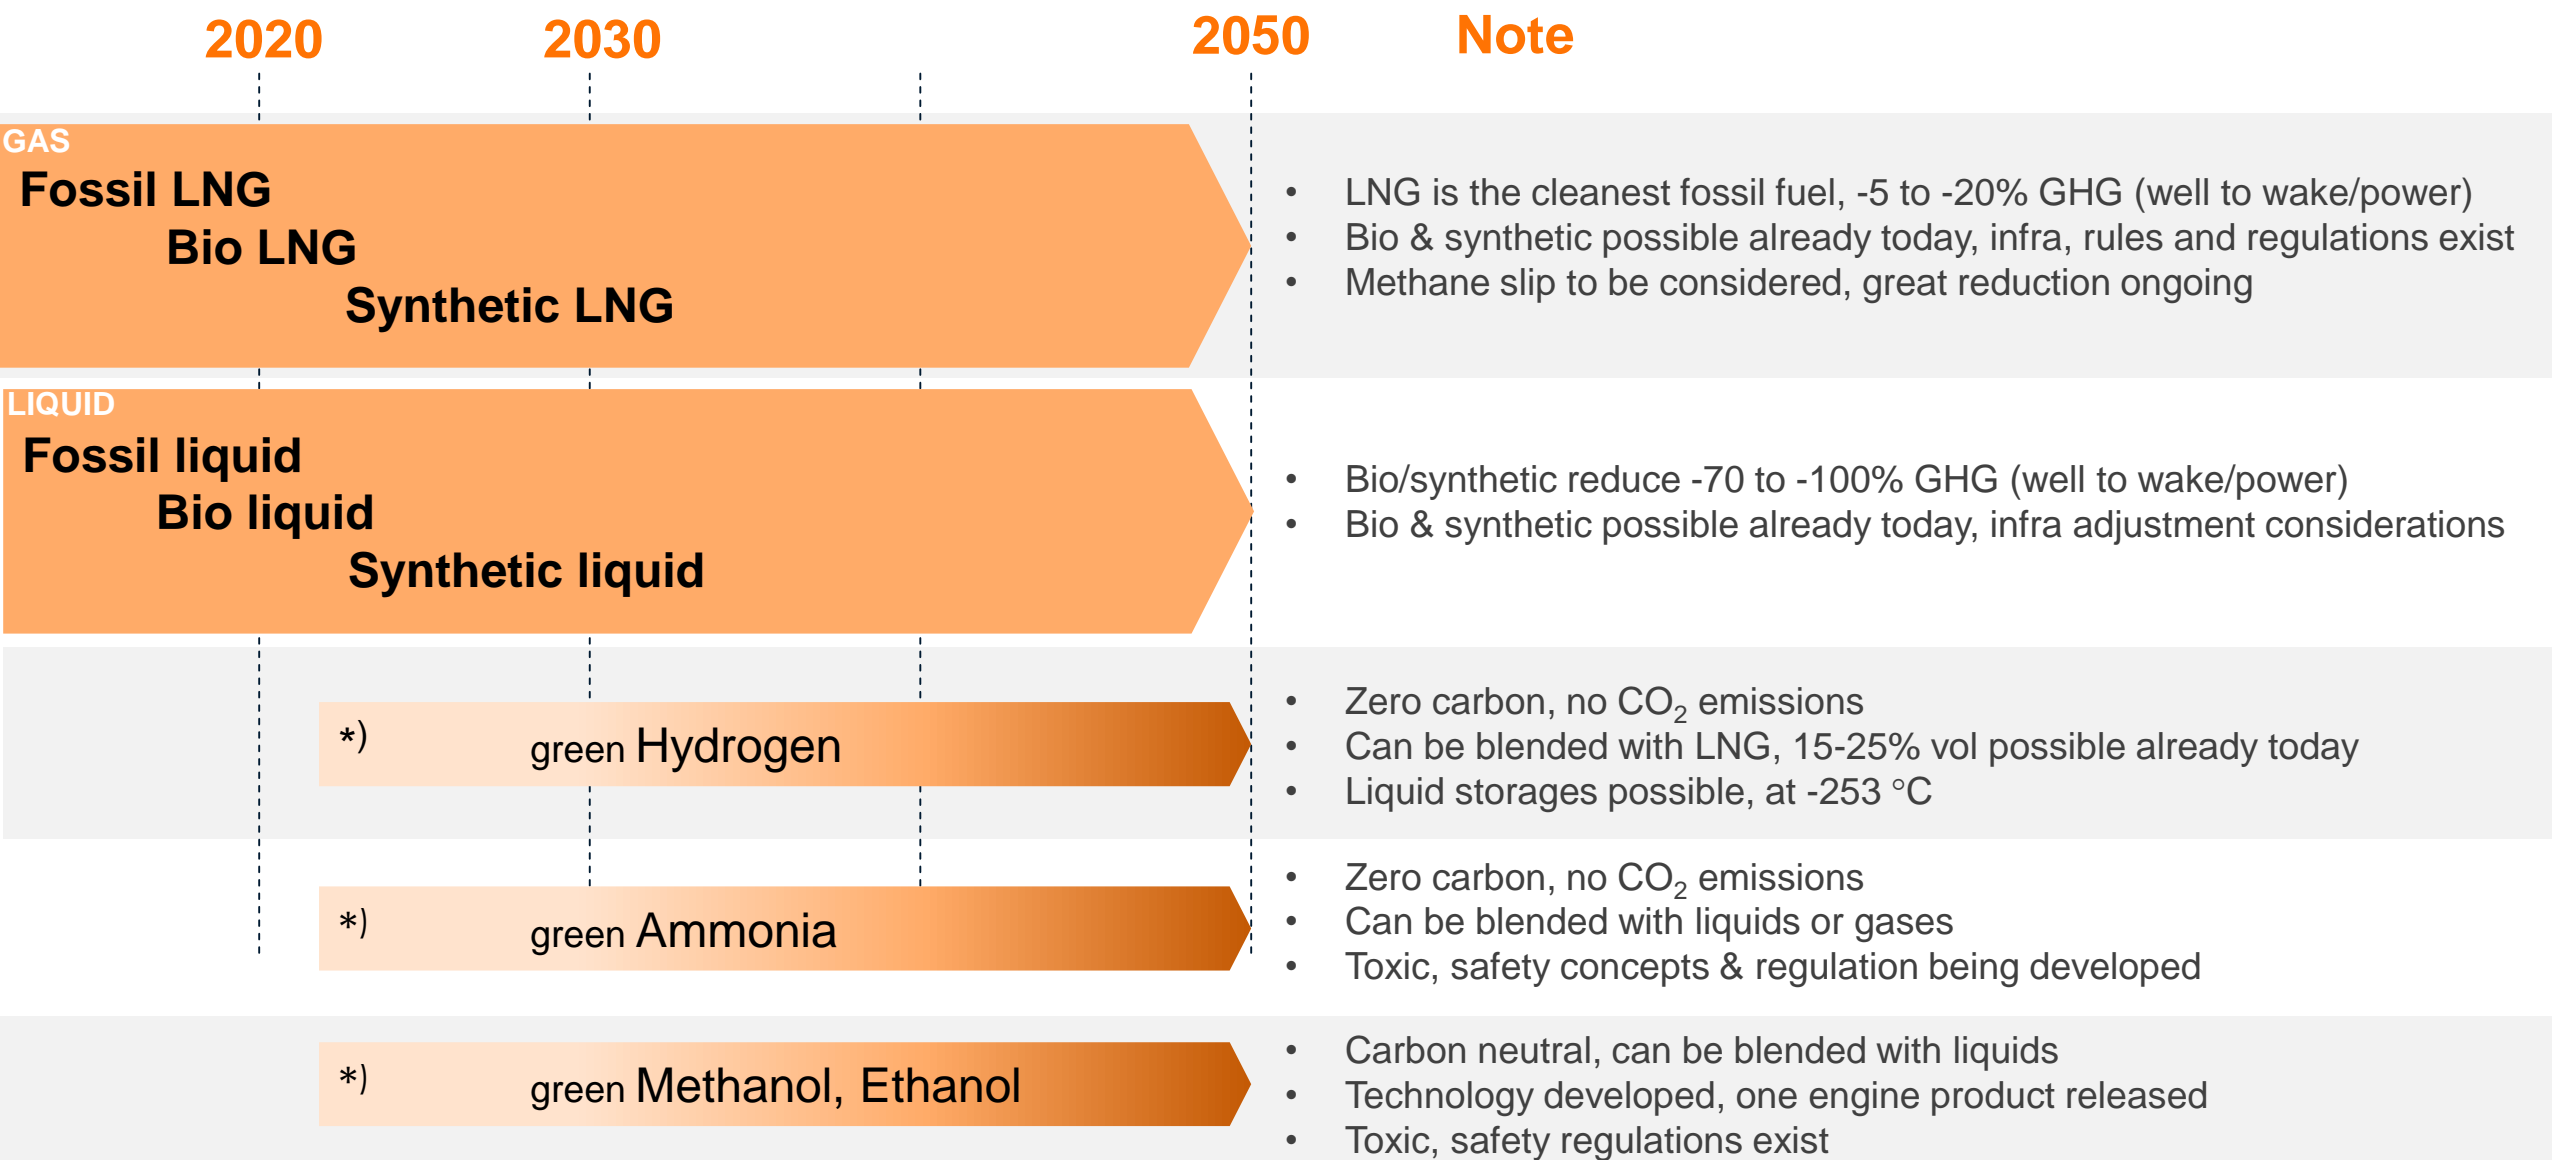 2020 2030 2050 Note
GAS
Fossil LNG
Bio LNG
Synthetic LNG
• LNG is the cleanest fossil fuel, -5 to -20% GHG (well to wake/power)
• Bio & synthetic possible already today, infra, rules and regulations exist
• Methane slip to be considered, great reduction ongoing
LIQUID
Fossil liquid
Bio liquid
Synthetic liquid
• Bio/synthetic reduce -70 to -100% GHG (well to wake/power)
• Bio & synthetic possible already today, infra adjustment considerations
*) green Hydrogen
• Zero carbon, no CO₂ emissions
• Can be blended with LNG, 15-25% vol possible already today
• Liquid storages possible, at -253 °C
*) green Ammonia
• Zero carbon, no CO₂ emissions
• Can be blended with liquids or gases
• Toxic, safety concepts & regulation being developed
*) green Methanol, Ethanol
• Carbon neutral, can be blended with liquids
• Technology developed, one engine product released
• Toxic, safety regulations exist